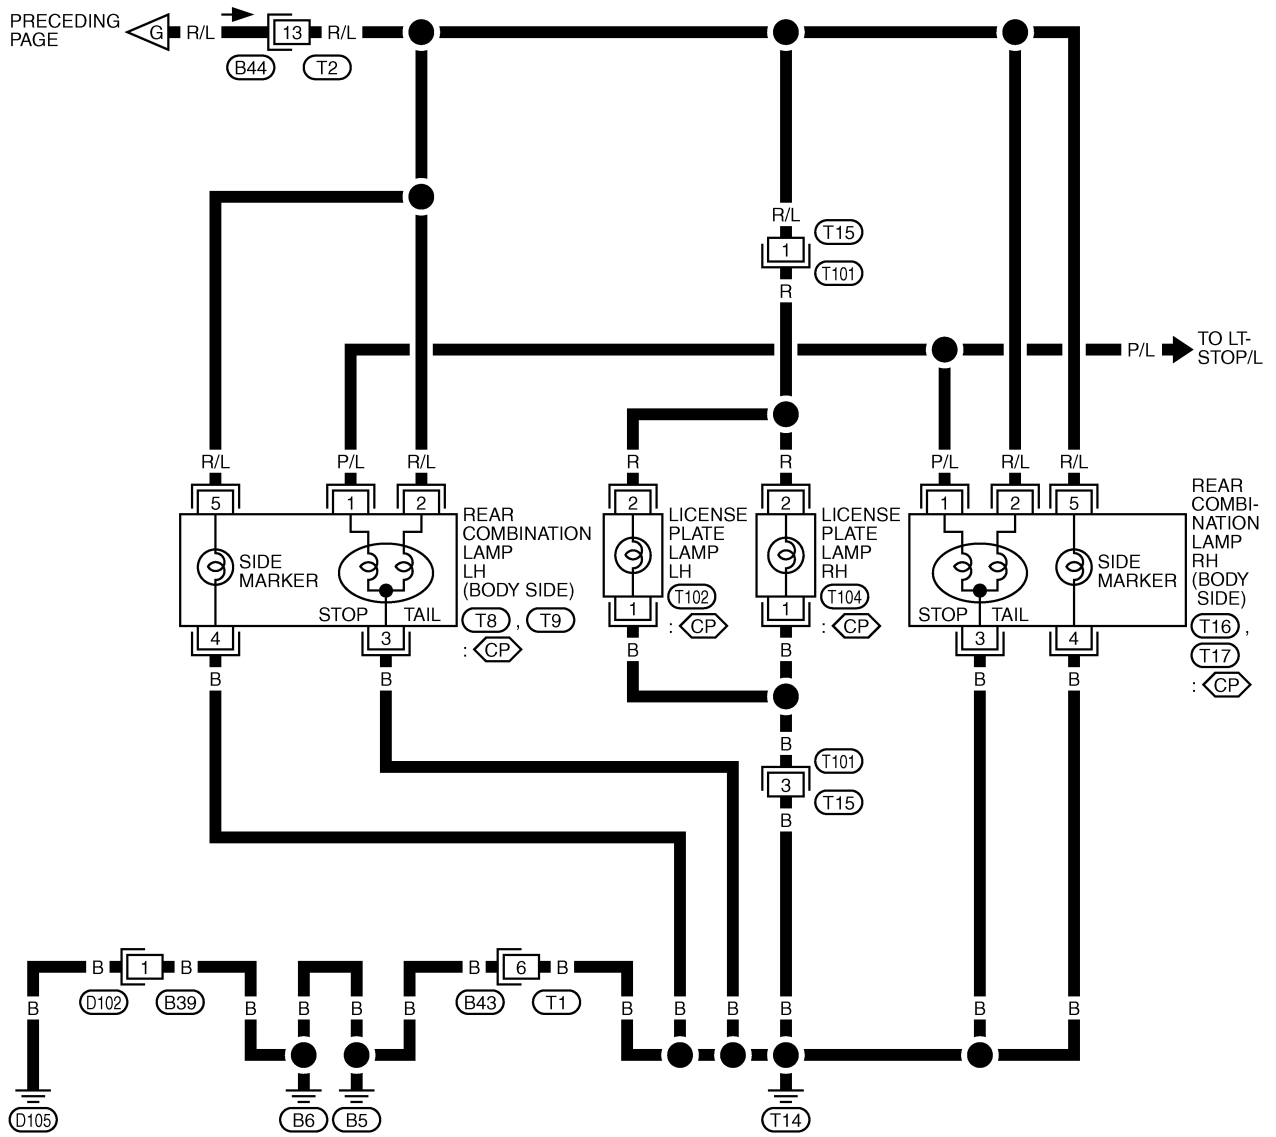 PRECEDING
PAGE
G R/L 13 R/L
B44 T2
R/L T15
1
T101
R
TO LT-
STOP/L
P/L
R/L P/L R/L R R P/L R/L R/L
5 1 2 2 2 1 2 5
SIDE
MARKER
STOP TAIL
4 3
REAR
COMBINATION
LAMP
LH
(BODY SIDE)
T8 , T9
: CP
LICENSE
PLATE
LAMP
LH
T102
: CP
1
LICENSE
PLATE
LAMP
RH
T104
: CP
1
SIDE
MARKER
STOP TAIL
3 4
REAR
COMBI-
NATION
LAMP
RH
(BODY
SIDE)
T16 ,
T17
: CP
B B B B B B
B T101
3
T15
B
B 1 B B 6 B
D102 B39 B43 T1
B B B B B B B B B B B
D105 B6 B5 T14